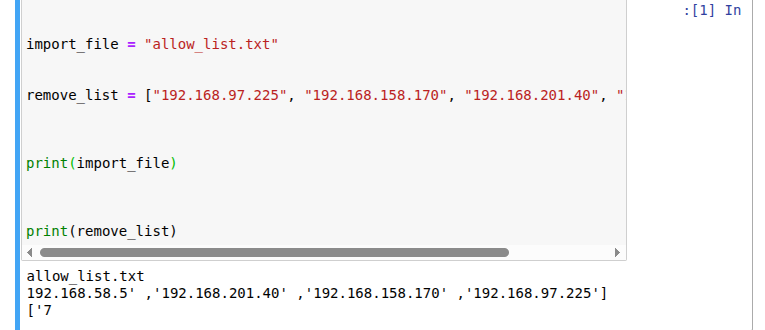 :[1] In
import_file = "allow_list.txt"
remove_list = ["192.168.97.225", "192.168.158.170", "192.168.201.40", "
print(import_file)
print(remove_list)
allow_list.txt
192.168.58.5' ,'192.168.201.40' ,'192.168.158.170' ,'192.168.97.225']
['7